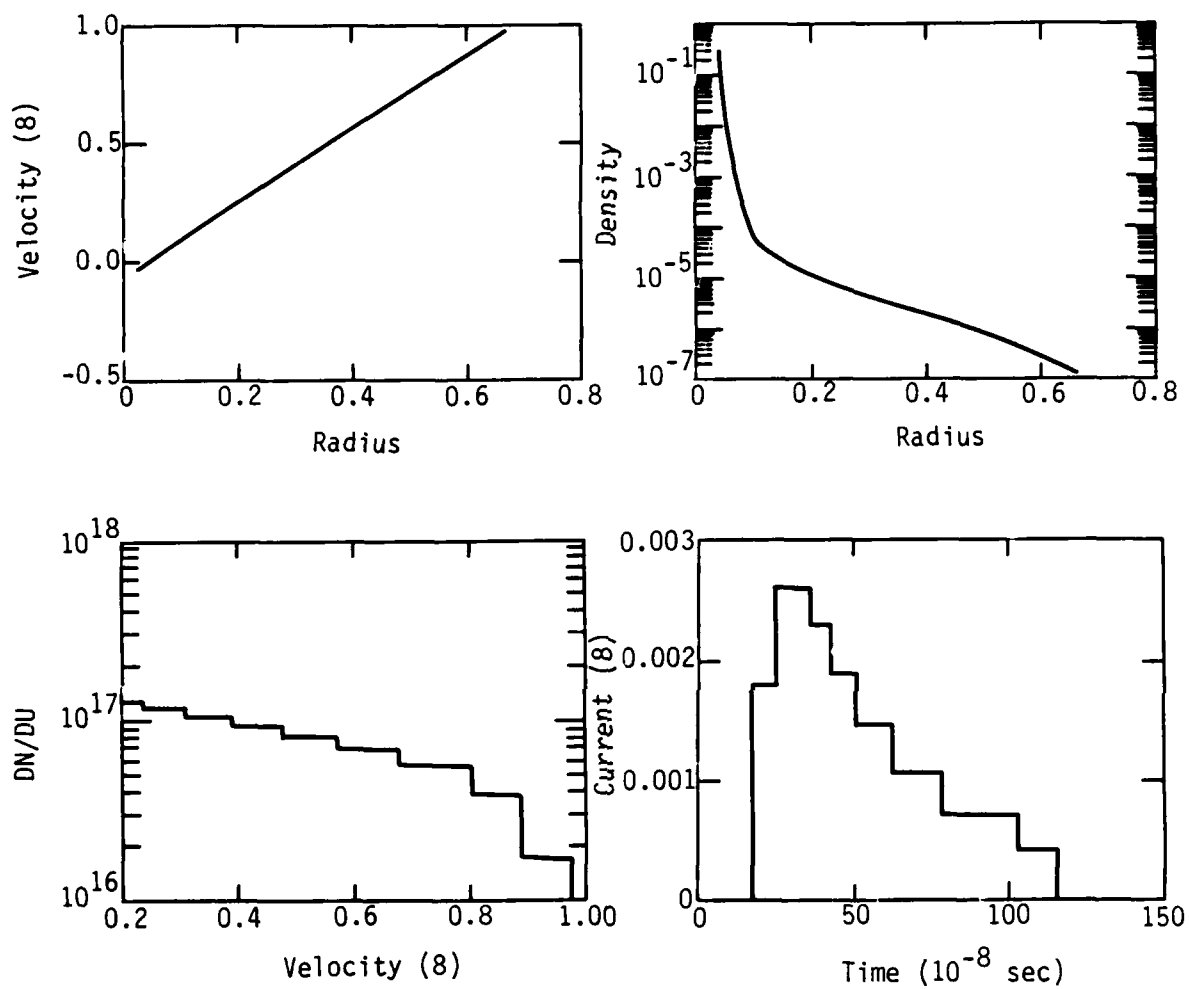 Velocity (8)
1.0
0.5
0.0
-0.5
0 0.2 0.4 0.6 0.8
Radius
Density
10^-1
10^-3
10^-5
10^-7
0 0.2 0.4 0.6 0.8
Radius
DN/DU
10^18
10^17
10^16
0.2 0.4 0.6 0.8 1.00
Velocity (8)
Current (8)
0.003
0.002
0.001
0
0 50 100 150
Time (10^-8 sec)